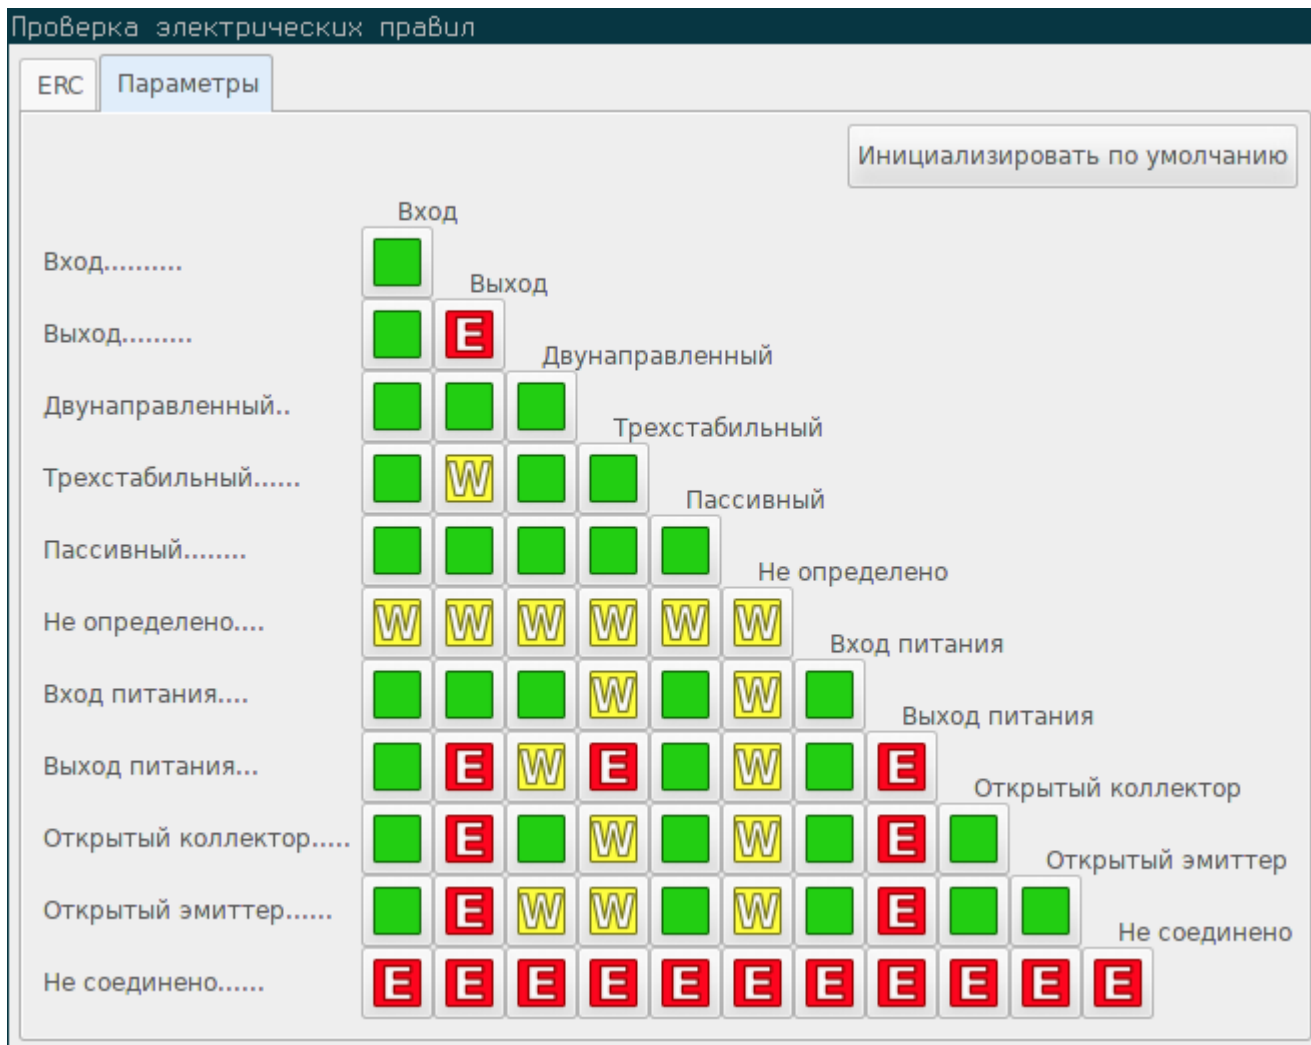 Проверка электрических правил
ERC Параметры
Инициализировать по умолчанию
Вход
Вход..........
Выход
Выход......... E
Двунаправленный
Двунаправленный..
Трехстабильный
Трехстабильный...... W
Пассивный
Пассивный........
Не определено
Не определено.... W W W W W W
Вход питания
Вход питания.... W W
Выход питания
Выход питания... E W E W E
Открытый коллектор
Открытый коллектор..... E W W E
Открытый эмиттер
Открытый эмиттер...... E W W W E
Не соединено
Не соединено...... E E E E E E E E E E E